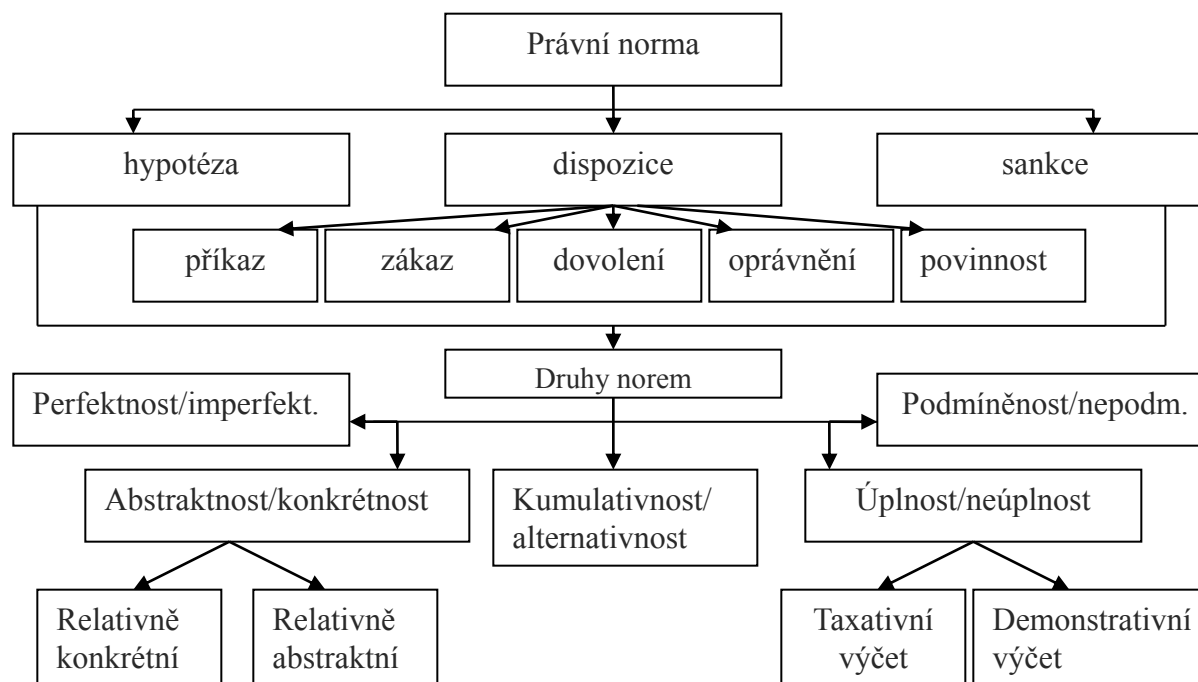 Právní norma
hypotéza
dispozice
sankce
příkaz
zákaz
dovolení
oprávnění
povinnost
Druhy norem
Perfektnost/imperfekt.
Podmíněnost/nepodm.
Abstraktnost/konkrétnost
Kumulativnost/
alternativnost
Úplnost/neúplnost
Relativně
konkrétní
Relativně
abstraktní
Taxativní
výčet
Demonstrativní
výčet